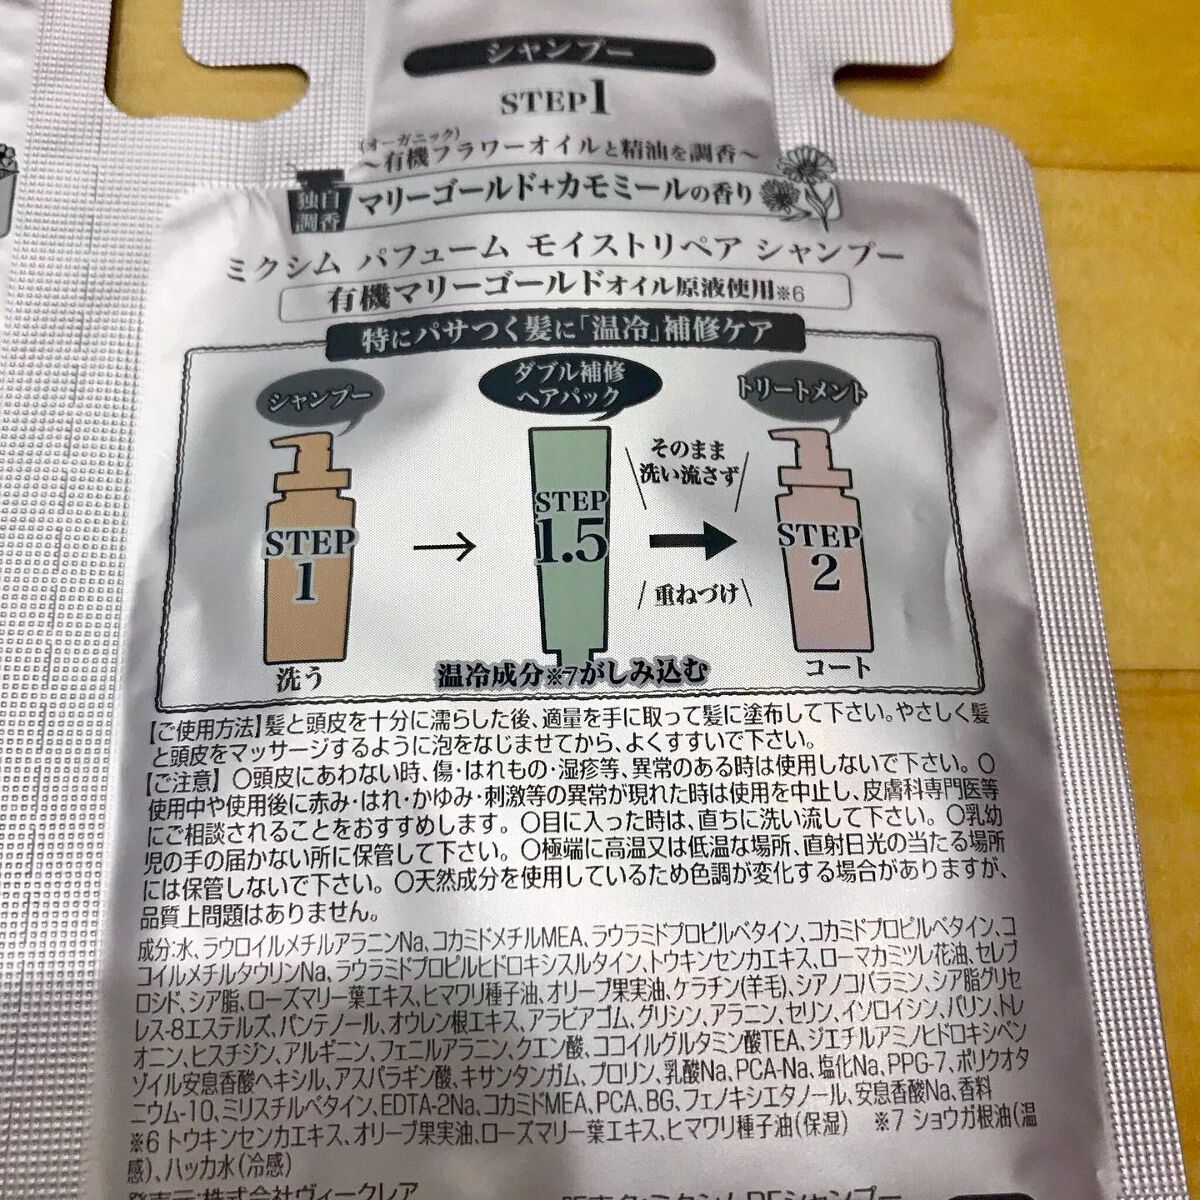 シャンプー
STEP1
(オーガニック)
〜有機フラワーオイルと精油を調香〜
独自
調香
マリーゴールド+カモミールの香り
ミクシム パフューム モイストリペア シャンプー
有機マリーゴールドオイル原液使用※6
特にパサつく髪に「温冷」補修ケア
シャンプー
STEP
1
洗う
ダブル補修
ヘアパック
STEP
1.5
温冷成分※7がしみ込む
そのまま
洗い流さず
重ねづけ
トリートメント
STEP
2
コート
【ご使用方法】髪と頭皮を十分に濡らした後、適量を手に取って髪に塗布して下さい。やさしく髪
と頭皮をマッサージするように泡をなじませてから、よくすすいで下さい。
【ご注意】〇頭皮にあわない時、傷・はれもの・湿疹等、異常のある時は使用しないで下さい。〇
使用中や使用後に赤み・はれ・かゆみ・刺激等の異常が現れた時は使用を中止し、皮膚科専門医等
にご相談されることをおすすめします。〇目に入った時は、直ちに洗い流して下さい。〇乳幼
児の手の届かない所に保管して下さい。〇極端に高温又は低温な場所、直射日光の当たる場所
には保管しないで下さい。〇天然成分を使用しているため色調が変化する場合がありますが、
品質上問題はありません。
成分:水、ラウロイルメチルアラニンNa、コカミドメチルMEA、ラウラミドプロピルベタイン、コカミドプロピルベタイン、コ
コイルメチルタウリンNa、ラウラミドプロピルヒドロキシスルタイン、トウキンセンカエキス、ローマカミツレ花油、セレブ
ロシド、シア脂、ローズマリー葉エキス、ヒマワリ種子油、オリーブ果実油、ケラチン(羊毛)、シアノコバラミン、シア脂グリセ
レス-8エステルズ、パンテノール、オウレン根エキス、アラビアゴム、グリシン、アラニン、セリン、イソロイシン、バリン、トレ
オニン、ヒスチジン、アルギニン、フェニルアラニン、クエン酸、ココイルグルタミン酸TEA、ジエチルアミノヒドロキシベン
ゾイル安息香酸ヘキシル、アスパラギン酸、キサンタンガム、プロリン、乳酸Na、PCA-Na、塩化Na、PPG-7、ポリクオタ
ニウム-10、ミリスチルベタイン、EDTA-2Na、コカミドMEA、PCA、BG、フェノキシエタノール、安息香酸Na、香料
※6 トウキンセンカエキス、オリーブ果実油、ローズマリー葉エキス、ヒマワリ種子油(保湿) ※7 ショウガ根油(温
感)、ハッカ水(冷感)
発売元:株式会社ヴィークレア
販売名:ミクシムPFシャンプー